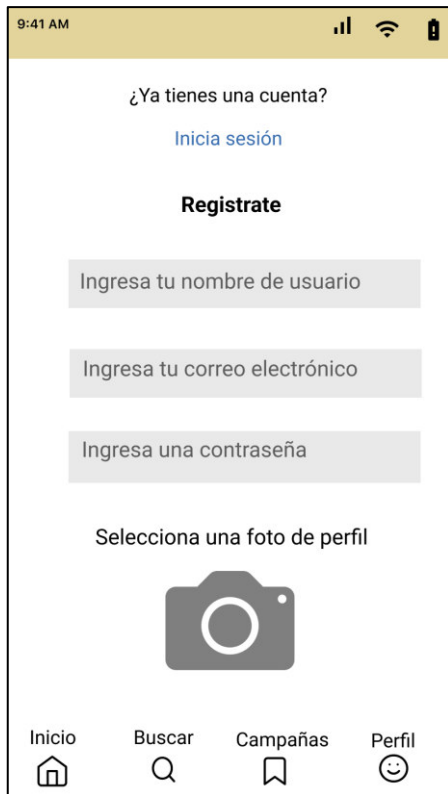 9:41 AM
¿Ya tienes una cuenta?
Inicia sesión
Registrate
Ingresa tu nombre de usuario
Ingresa tu correo electrónico
Ingresa una contraseña
Selecciona una foto de perfil
Inicio Buscar Campañas Perfil